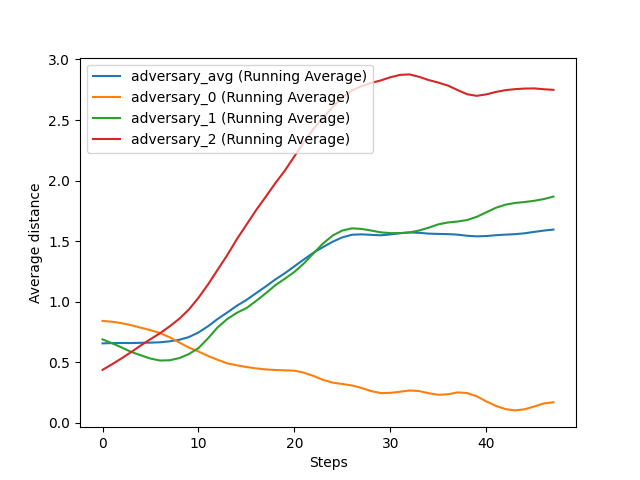 3.0
2.5
2.0
1.5
1.0
0.5
0.0
Average distance
adversary_avg (Running Average)
adversary_0 (Running Average)
adversary_1 (Running Average)
adversary_2 (Running Average)
0 10 20 30 40
Steps